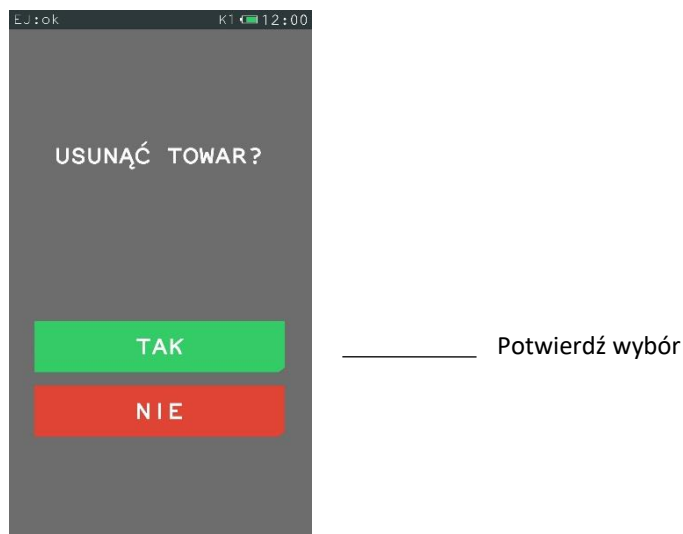 EJ:ok K1 12:00
USUNĄĆ TOWAR?
TAK
Potwierdź wybór
NIE